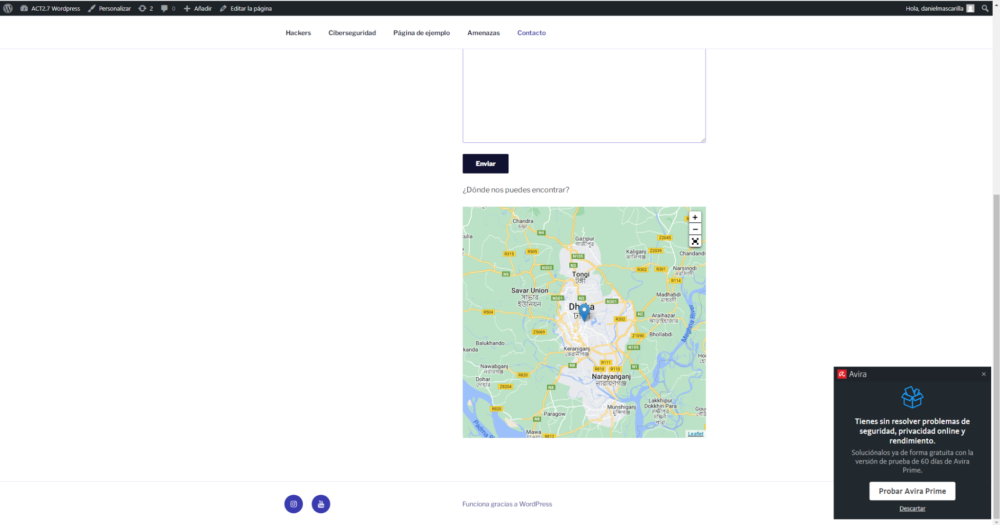 ACT2.7 Wordpress Personalizar 2 0 Añadir Editar la página Hola, danielmascarilla
Hackers Ciberseguridad Página de ejemplo Amenazas Contacto
Enviar
¿Dónde nos puedes encontrar?
+
−
Chandra
চন্দ্রা
N4
Gazipur
গাজীপুর
Z2045
ulia
R315
R505
N105
Kaliganj
কালিগঞ্জ
Z2039
Chandandi
N302
N3
R302
R301
Narsingdi
নরসিংদী
N5
Tongi
টঙ্গী
R114
Savar Union
সাভার
ইউনিয়ন
N501
N3
N301
Madhabdi
মাধবদী
R504
N2
R202
Araihazar
আড়াইহাজার
Meghna River
Z5069
Z1090
Bhollabdi
Balukhando
kanda
Keraniganj
কেরানীগঞ্জ
N105
N8
R111
R810
R110
N1
Nawabganj
নবাবগঞ্জ
R820
Narayanganj
নারায়ণগঞ্জ
Dohar
দোহার
Z8204
N8
Lakkhipur
Dokkhin Para
লক্ষীপুর
দক্ষিণ
পারা
R820
Munshiganj
মুন্সিগঞ্জ
N8
Paragow
Padma
Mawa
R812
Leaflet
Avira
Tienes sin resolver problemas de
seguridad, privacidad online y
rendimiento.
Soluciónalos ya de forma gratuita con la
versión de prueba de 60 días de Avira
Prime.
Probar Avira Prime
Descartar
You
Tube
Funciona gracias a WordPress